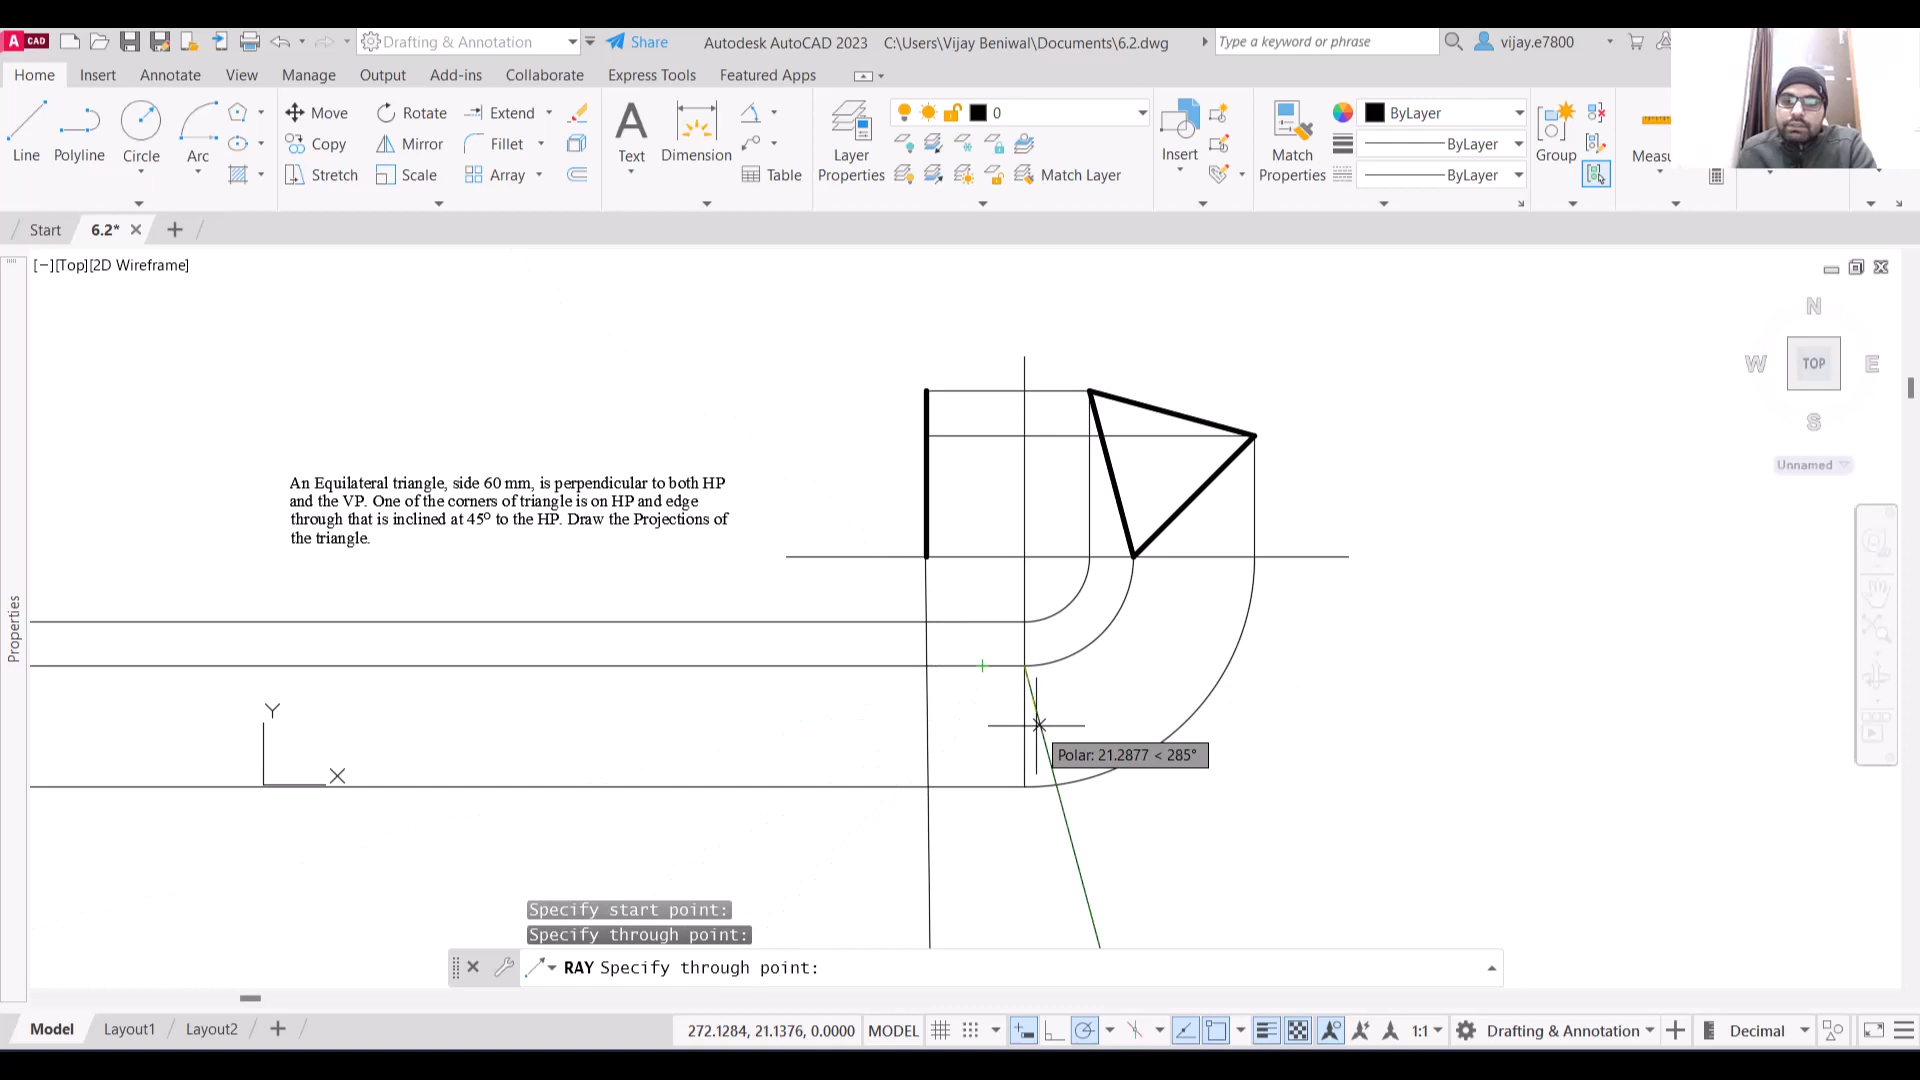 A CAD
Drafting & Annotation
Share
Autodesk AutoCAD 2023 C:\Users\Vijay Beniwal\Documents\6.2.dwg
Type a keyword or phrase
vijay.e7800
Home Insert Annotate View Manage Output Add-ins Collaborate Express Tools Featured Apps
Line Polyline Circle Arc
Move Rotate Extend
Copy Mirror Fillet
Stretch Scale Array
Text Dimension Table
Layer Properties
0
Match Layer
Insert
Match Properties
ByLayer
ByLayer
ByLayer
Group
Measu
Start 6.2*
[−][Top][2D Wireframe]
N
W TOP E
S
Unnamed
An Equilateral triangle, side 60 mm, is perpendicular to both HP
and the VP. One of the corners of triangle is on HP and edge
through that is inclined at 45º to the HP. Draw the Projections of
the triangle.
Properties
Y
X
Polar: 21.2877 < 285°
Specify start point:
Specify through point:
RAY Specify through point:
Model Layout1 Layout2
272.1284, 21.1376, 0.0000 MODEL 1:1 Drafting & Annotation Decimal